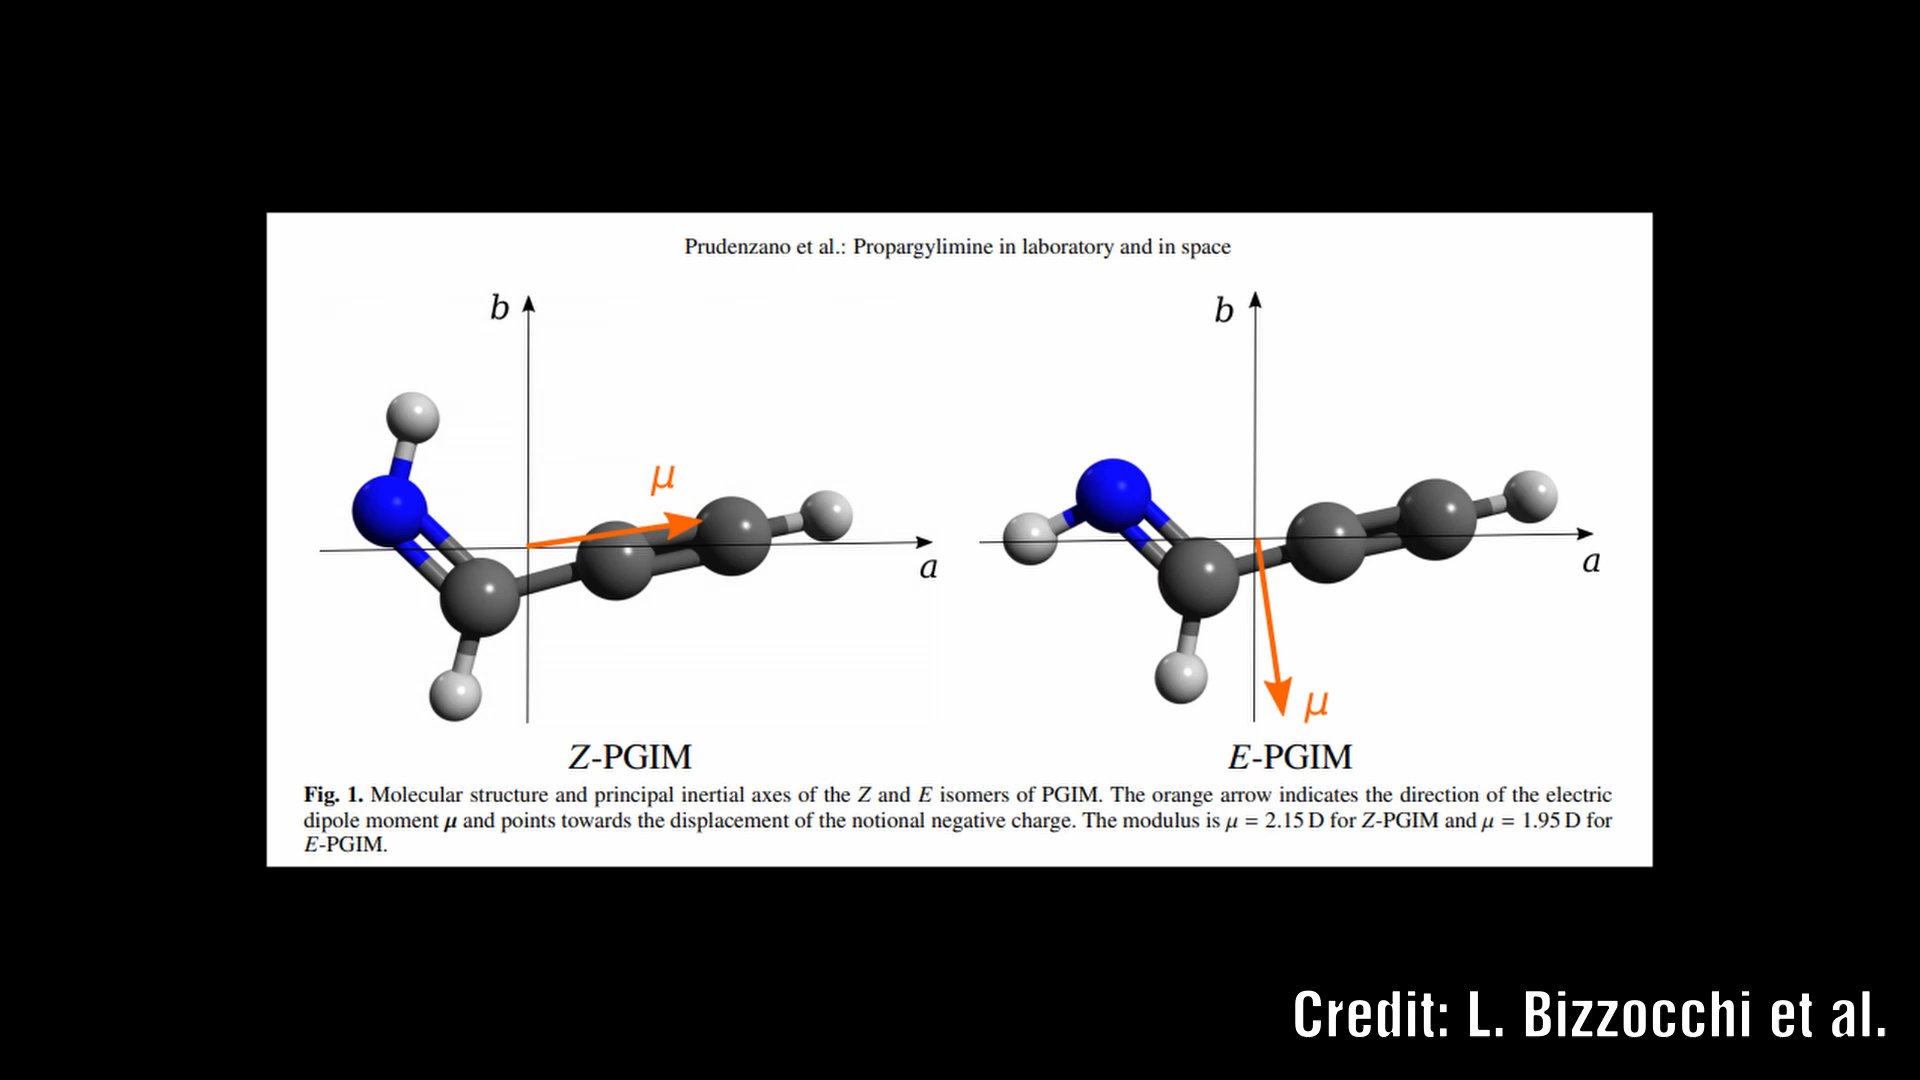 Prudenzano et al.: Propargylimine in laboratory and in space
b
μ
a
Z-PGIM
b
a
μ
E-PGIM
Fig. 1. Molecular structure and principal inertial axes of the Z and E isomers of PGIM. The orange arrow indicates the direction of the electric
dipole moment μ and points towards the displacement of the notional negative charge. The modulus is μ = 2.15 D for Z-PGIM and μ = 1.95 D for
E-PGIM.
Credit: L. Bizzocchi et al.